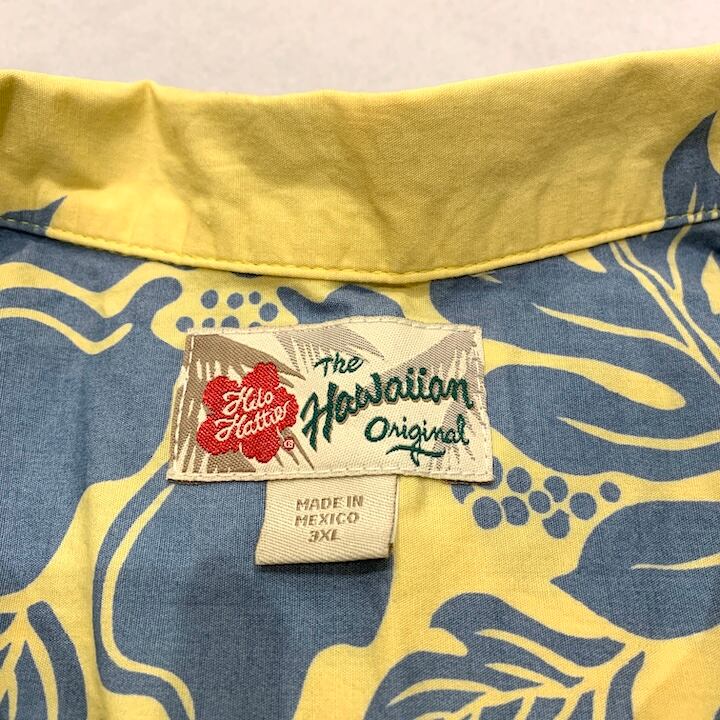 Hilo
Hattie®
The
Hawaiian
Original
MADE IN
MEXICO
3XL